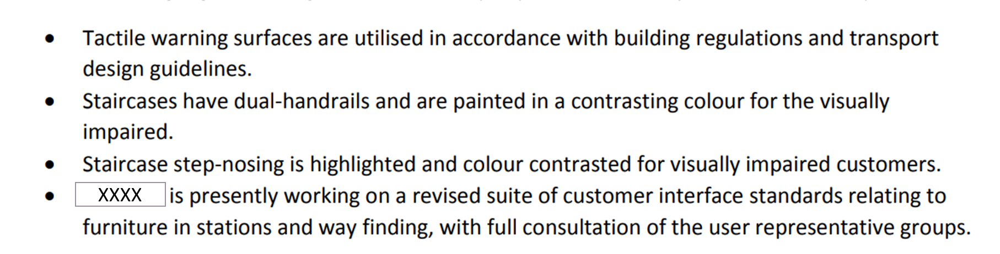 • Tactile warning surfaces are utilised in accordance with building regulations and transport
design guidelines.
• Staircases have dual-handrails and are painted in a contrasting colour for the visually
impaired.
• Staircase step-nosing is highlighted and colour contrasted for visually impaired customers.
• XXXX is presently working on a revised suite of customer interface standards relating to
furniture in stations and way finding, with full consultation of the user representative groups.